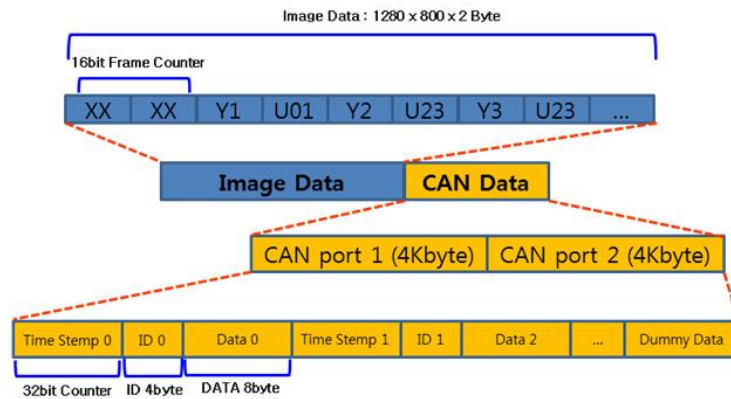 Image Data : 1280 x 800 x 2 Byte
16bit Frame Counter
XX XX Y1 U01 Y2 U23 Y3 U23 ...
Image Data CAN Data
CAN port 1 (4Kbyte) CAN port 2 (4Kbyte)
Time Stemp 0 ID 0 Data 0 Time Stemp 1 ID 1 Data 2 ... Dummy Data
32bit Counter ID 4byte DATA 8byte